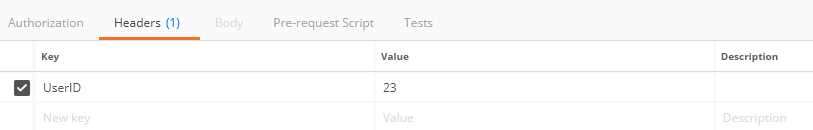 Authorization Headers (1) Body Pre-request Script Tests
Key Value Description
UserID 23
New key Value Description